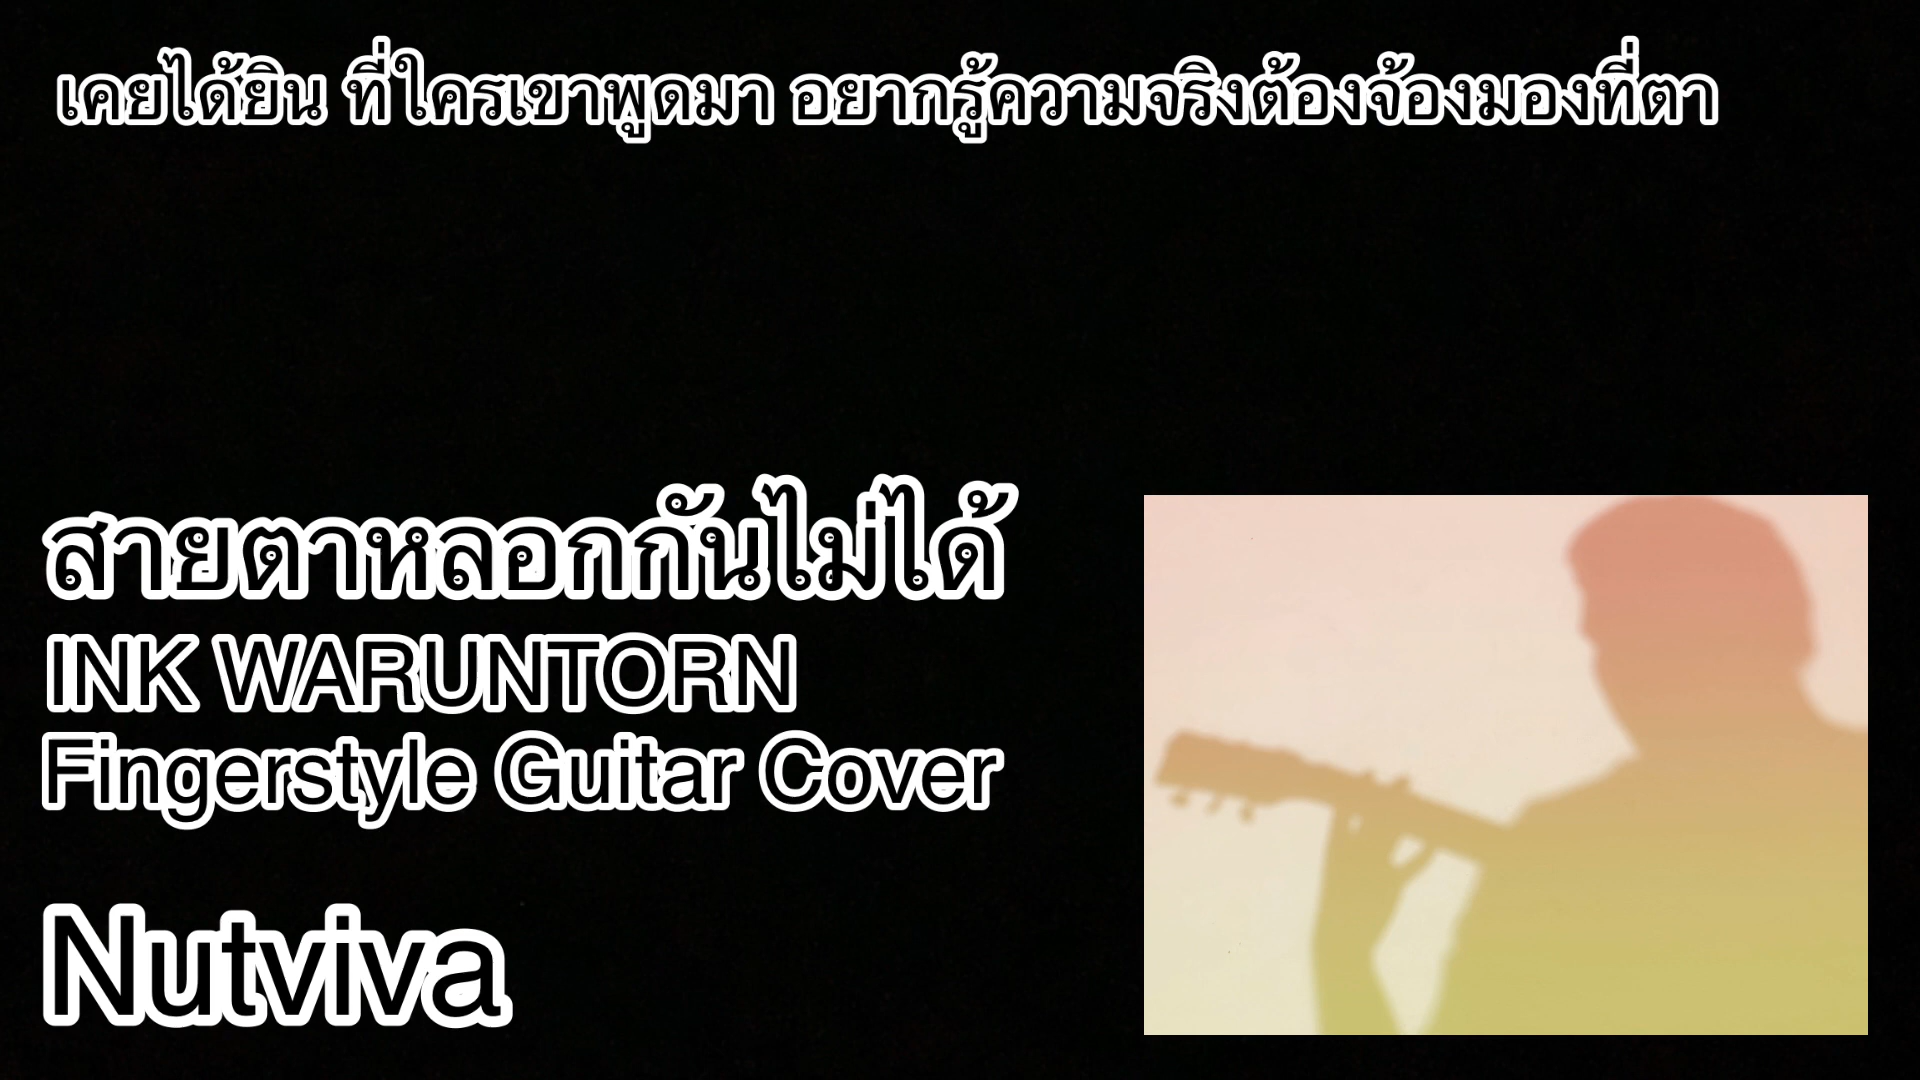 เคยได้ยิน ที่ใครเขาพูดมา อยากรู้ความจริงต้องจ้องมองที่ตา
สายตาหลอกกันไม่ได้
INK WARUNTORN
Fingerstyle Guitar Cover
Nutviva